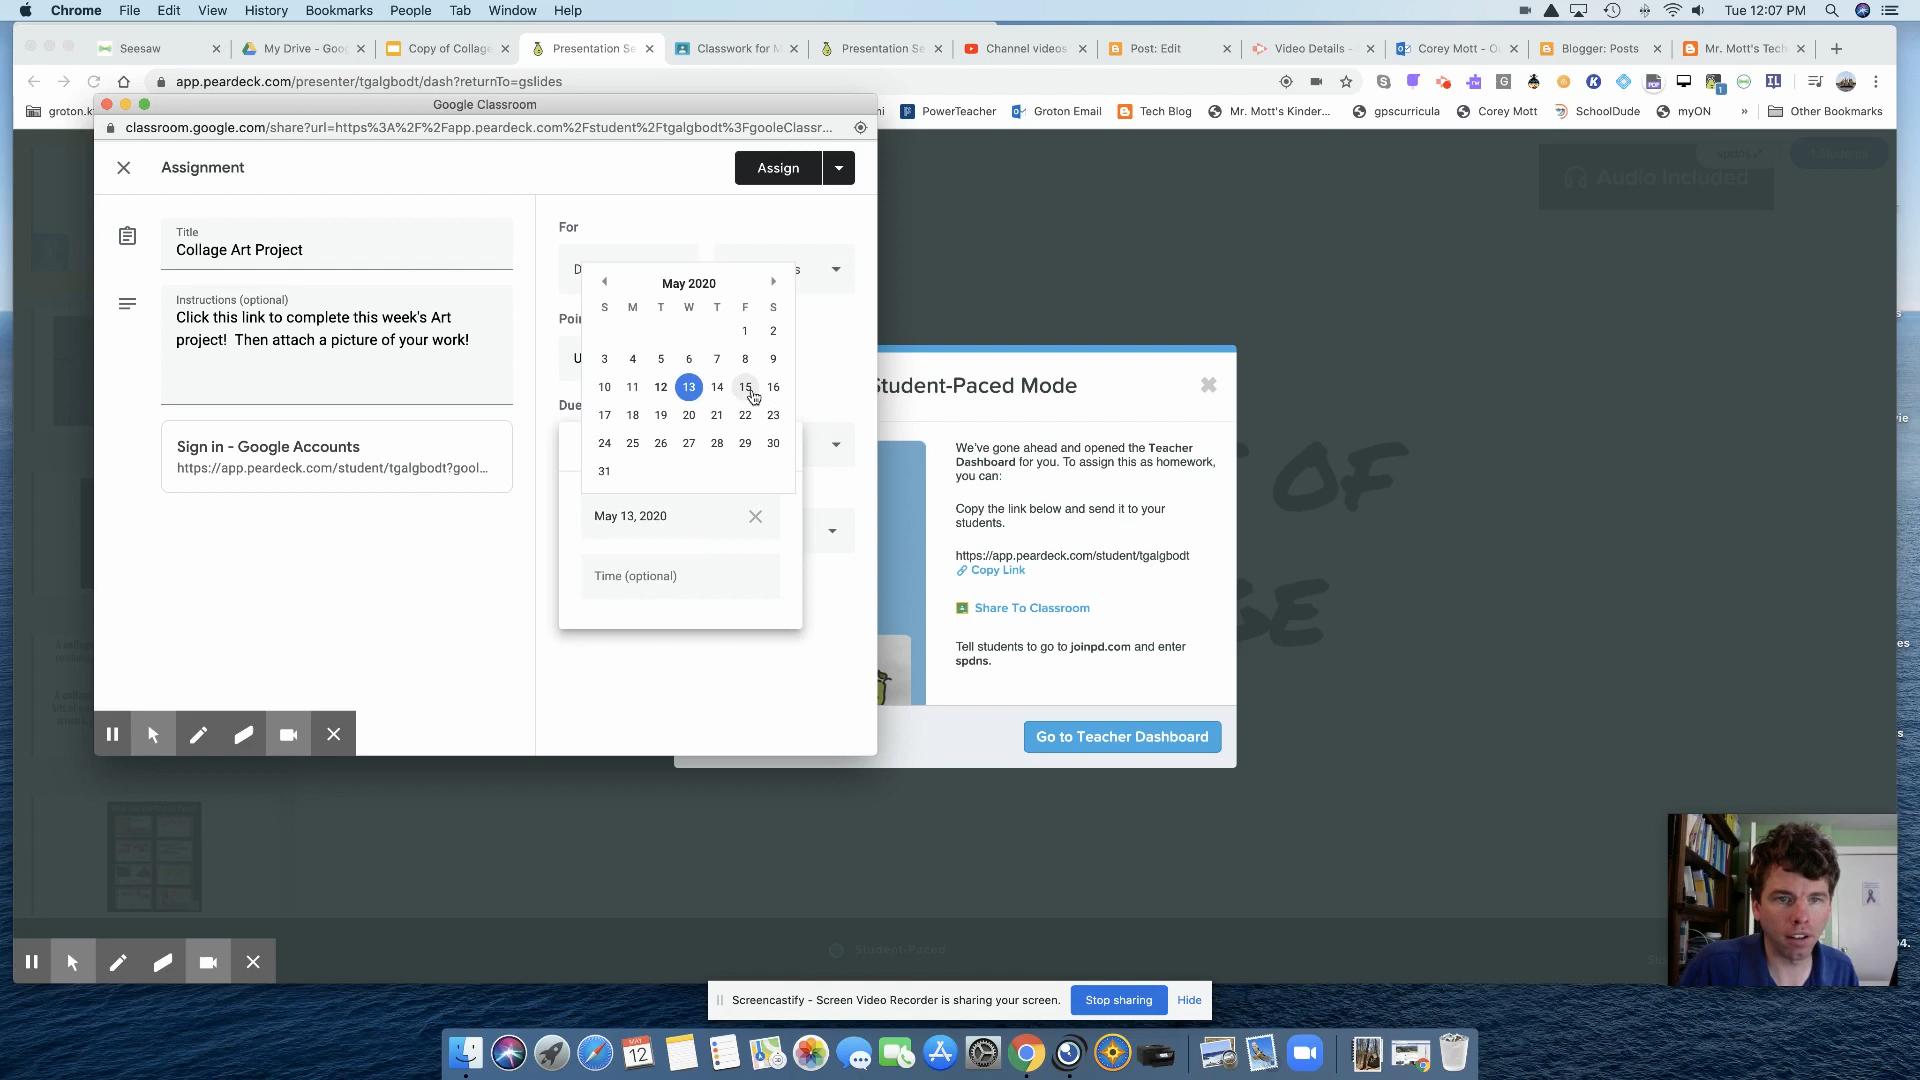 Chrome File Edit View History Bookmarks People Tab Window Help Tue 12:07 PM
Seesaw
My Drive - Goog
Copy of Collage
Presentation Se
Classwork for M
Presentation Se
Channel videos
Post: Edit
Video Details -
Corey Mott - Ou
Blogger: Posts
Mr. Mott's Tech
app.peardeck.com/presenter/tgalgbodt/dash?returnTo=gslides
groton.k
PowerTeacher
Groton Email
Tech Blog
Mr. Mott's Kinder...
gpscurricula
Corey Mott
SchoolDude
myON
»
Other Bookmarks
Google Classroom
classroom.google.com/share?url=https%3A%2F%2Fapp.peardeck.com%2Fstudent%2Ftgalgbodt%3FgooleClassr...
Assignment
Assign
Title
Collage Art Project
Instructions (optional)
Click this link to complete this week's Art
project! Then attach a picture of your work!
Sign in - Google Accounts
https://app.peardeck.com/student/tgalgbodt?gool...
For
Due
May 2020
S M T W T F S
1 2
3 4 5 6 7 8 9
10 11 12 13 14 15 16
17 18 19 20 21 22 23
24 25 26 27 28 29 30
31
May 13, 2020
Time (optional)
Audio Included
Student-Paced Mode
We've gone ahead and opened the Teacher
Dashboard for you. To assign this as homework,
you can:
Copy the link below and send it to your
students.
https://app.peardeck.com/student/tgalgbodt
Copy Link
Share To Classroom
Tell students to go to joinpd.com and enter
spdns.
Go to Teacher Dashboard
OF
Student-Paced
Screencastify - Screen Video Recorder is sharing your screen.
Stop sharing
Hide
MAY
12